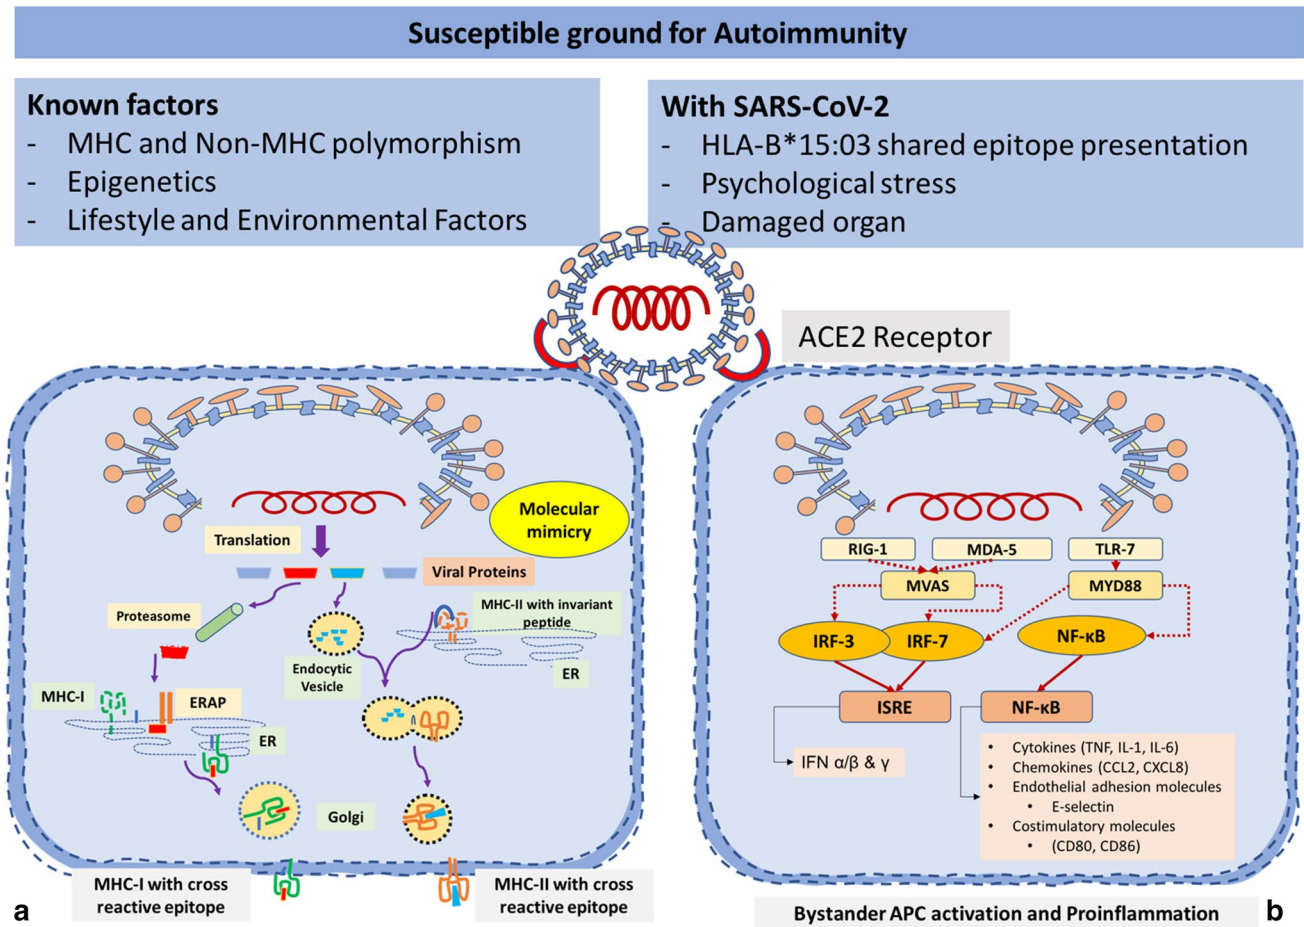 Susceptible ground for Autoimmunity
Known factors
- MHC and Non-MHC polymorphism
- Epigenetics
- Lifestyle and Environmental Factors
With SARS-CoV-2
- HLA-B*15:03 shared epitope presentation
- Psychological stress
- Damaged organ
ACE2 Receptor
Molecular
mimicry
Translation
Viral Proteins
Proteasome
MHC-II with invariant
peptide
Endocytic
Vesicle
ER
MHC-I
ERAP
ER
Golgi
MHC-I with cross
reactive epitope
MHC-II with cross
reactive epitope
a
RIG-1
MDA-5
TLR-7
MVAS
MYD88
IRF-3
IRF-7
NF-κB
ISRE
NF-κB
IFN α/β & γ
• Cytokines (TNF, IL-1, IL-6)
• Chemokines (CCL2, CXCL8)
• Endothelial adhesion molecules
• E-selectin
• Costimulatory molecules
• (CD80, CD86)
Bystander APC activation and Proinflammation
b